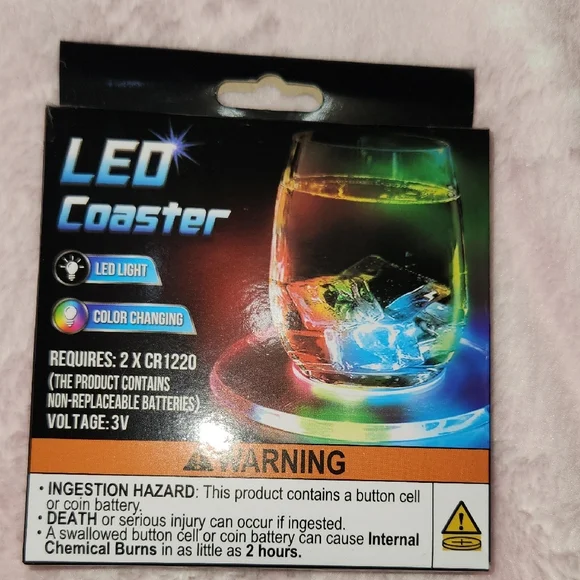 LED
Coaster
LED LIGHT
COLOR CHANGING
REQUIRES: 2 X CR1220
(THE PRODUCT CONTAINS
NON-REPLACEABLE BATTERIES)
VOLTAGE: 3V
WARNING
• INGESTION HAZARD: This product contains a button cell
or coin battery.
• DEATH or serious injury can occur if ingested.
• A swallowed button cell or coin battery can cause Internal
Chemical Burns in as little as 2 hours.